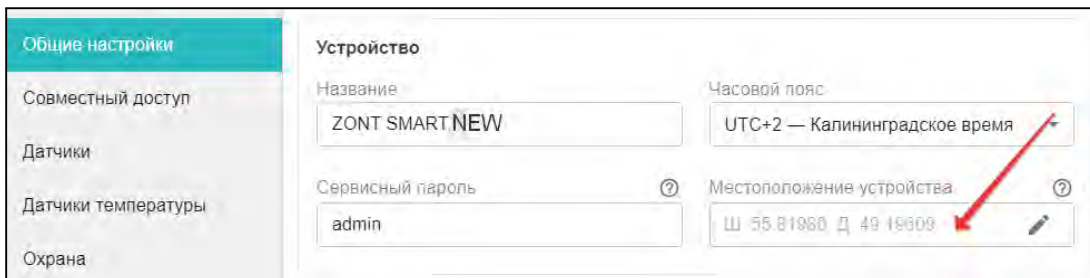 Общие настройки
Совместный доступ
Датчики
Датчики температуры
Охрана
Устройство
Название
ZONT SMART NEW
Часовой пояс
UTC+2 — Калининградское время
Сервисный пароль
admin
Местоположение устройства
Ш 55.81980 Д 49.19609